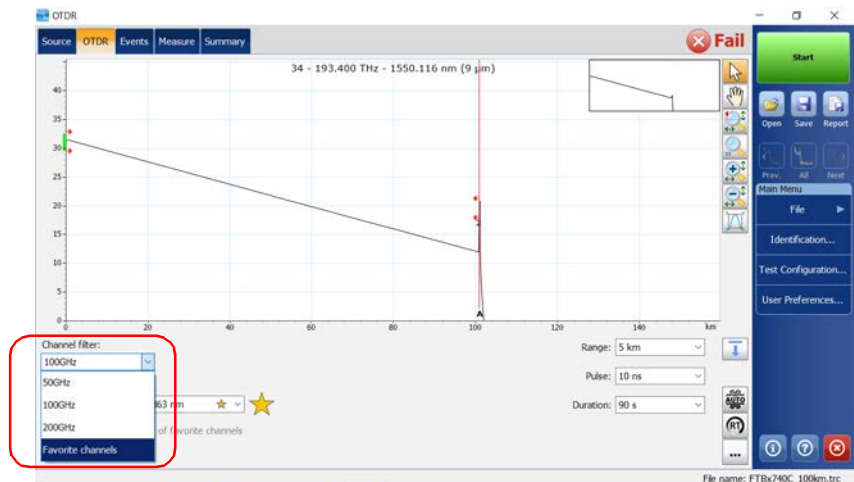 OTDR
Source OTDR Events Measure Summary
Fail
Start
34 - 193.400 THz - 1550.116 nm (9 µm)
40
35
30
25
20
15
10
5
0
0 20 40 60 80 100 120 140 km
A
Open Save Report
Prev. All Next
Main Menu
File
Identification...
Test Configuration...
User Preferences...
Channel filter:
100GHz
50GHz
100GHz
200GHz
Favorite channels
363 nm
of favorite channels
Range: 5 km
Pulse: 10 ns
Duration: 90 s
AUTO
RT
...
File name: FTBx740C_100km.trc